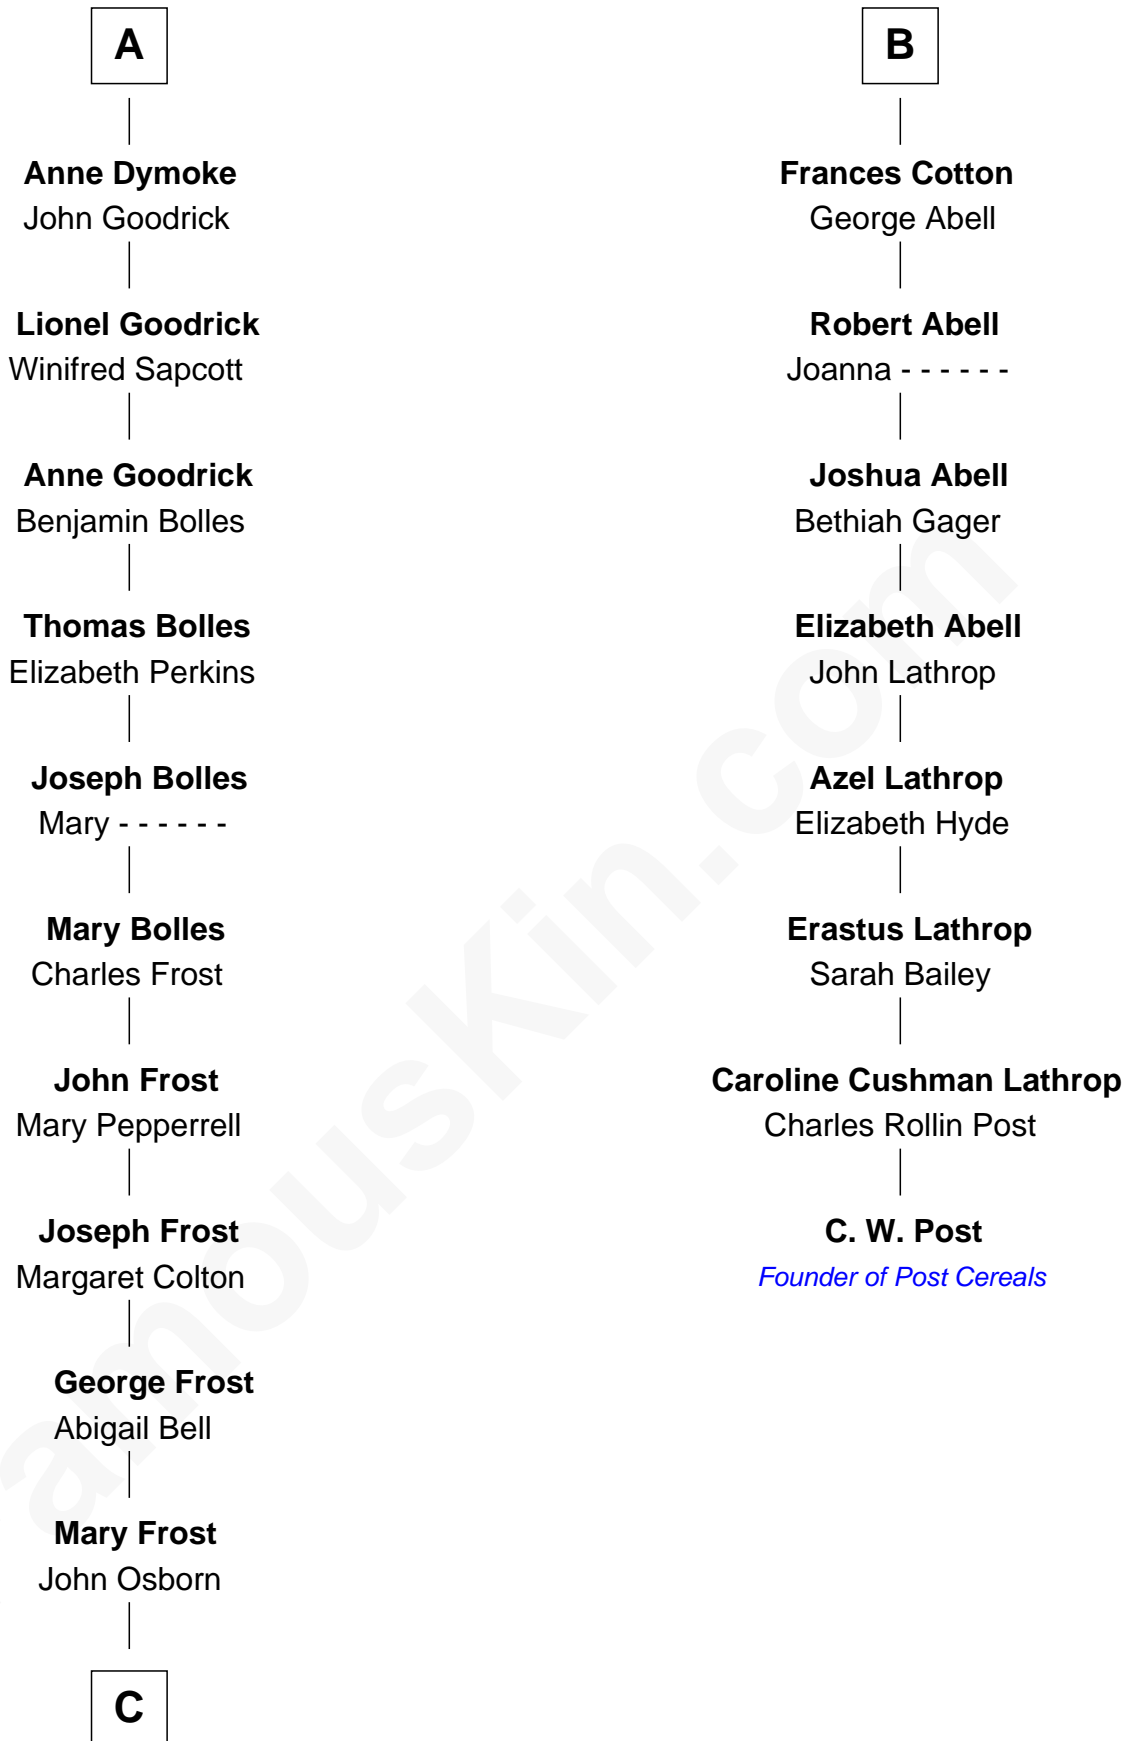 A
Anne Dymoke
John Goodrick
Lionel Goodrick
Winifred Sapcott
Anne Goodrick
Benjamin Bolles
Thomas Bolles
Elizabeth Perkins
Joseph Bolles
Mary - - - - - -
Mary Bolles
Charles Frost
John Frost
Mary Pepperrell
Joseph Frost
Margaret Colton
George Frost
Abigail Bell
Mary Frost
John Osborn
C
B
Frances Cotton
George Abell
Robert Abell
Joanna - - - - - -
Joshua Abell
Bethiah Gager
Elizabeth Abell
John Lathrop
Azel Lathrop
Elizabeth Hyde
Erastus Lathrop
Sarah Bailey
Caroline Cushman Lathrop
Charles Rollin Post
C. W. Post
Founder of Post Cereals
amouskin.com